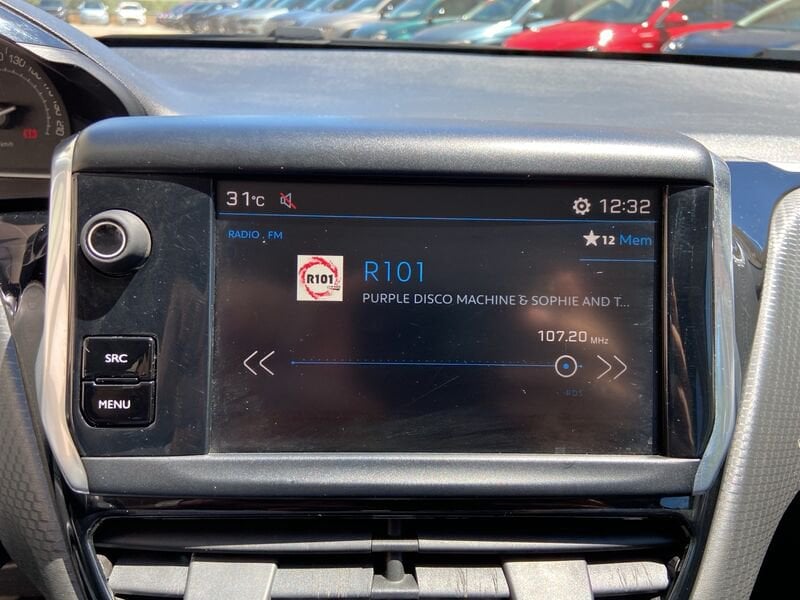 130
31°C
12:32
RADIO . FM
★12 Mem
R101
R101
PURPLE DISCO MACHINE & SOPHIE AND T...
107.20 MHz
RDS
SRC
MENU